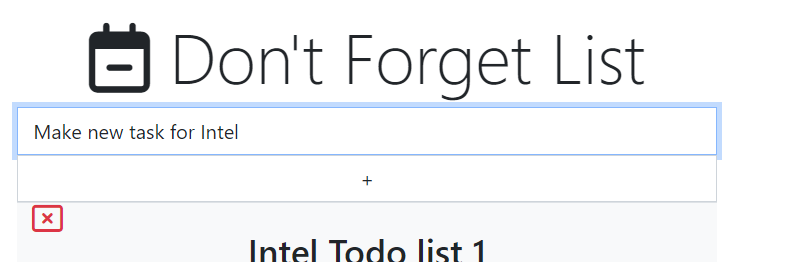 Don't Forget List
Make new task for Intel
+
Intel Todo list 1